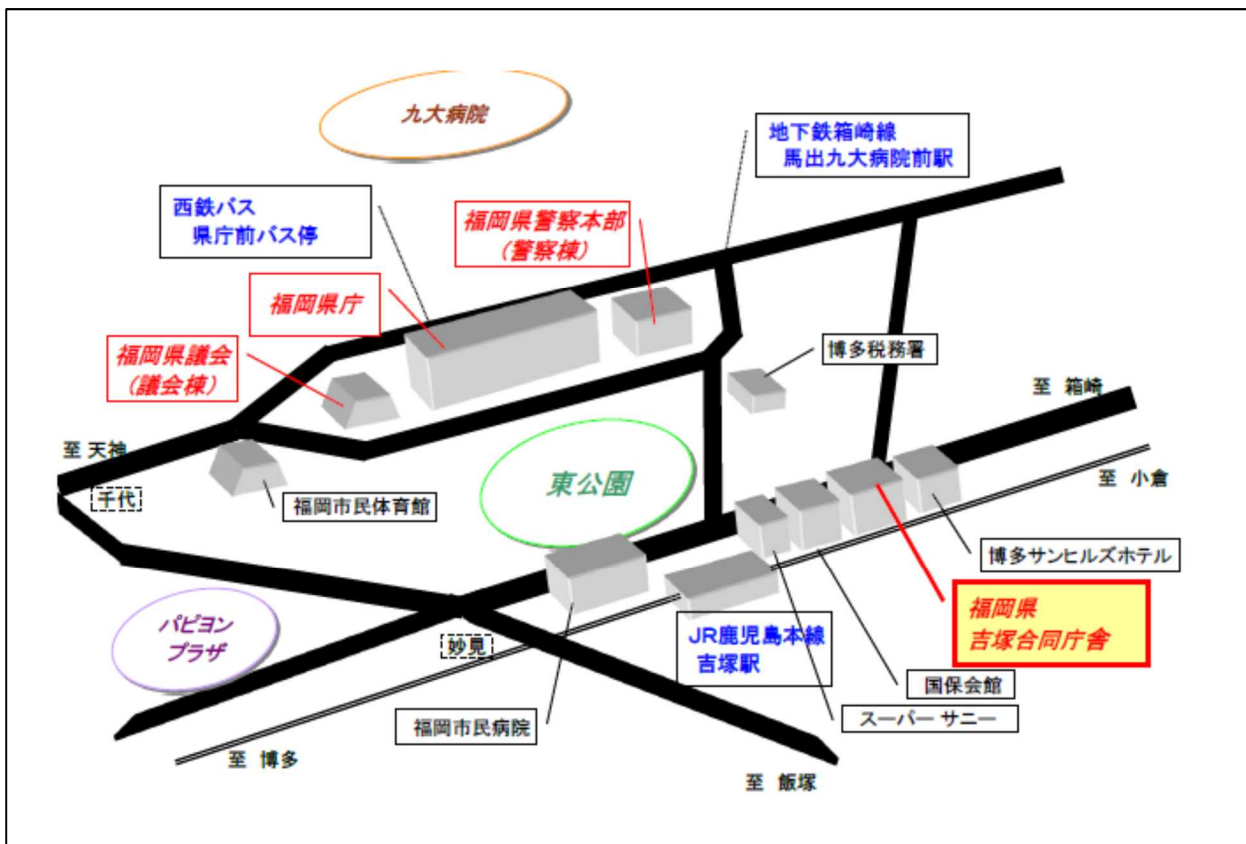 九大病院
地下鉄箱崎線
馬出九大病院前駅
西鉄バス
県庁前バス停
福岡県警察本部
(警察棟)
福岡県庁
福岡県議会
(議会棟)
博多税務署
至 箱崎
至 天神
東公園
至 小倉
千代
福岡市民体育館
博多サンヒルズホテル
パピヨン
プラザ
妙見
JR鹿児島本線
吉塚駅
福岡県
吉塚合同庁舎
国保会館
スーパー サニー
福岡市民病院
至 博多
至 飯塚